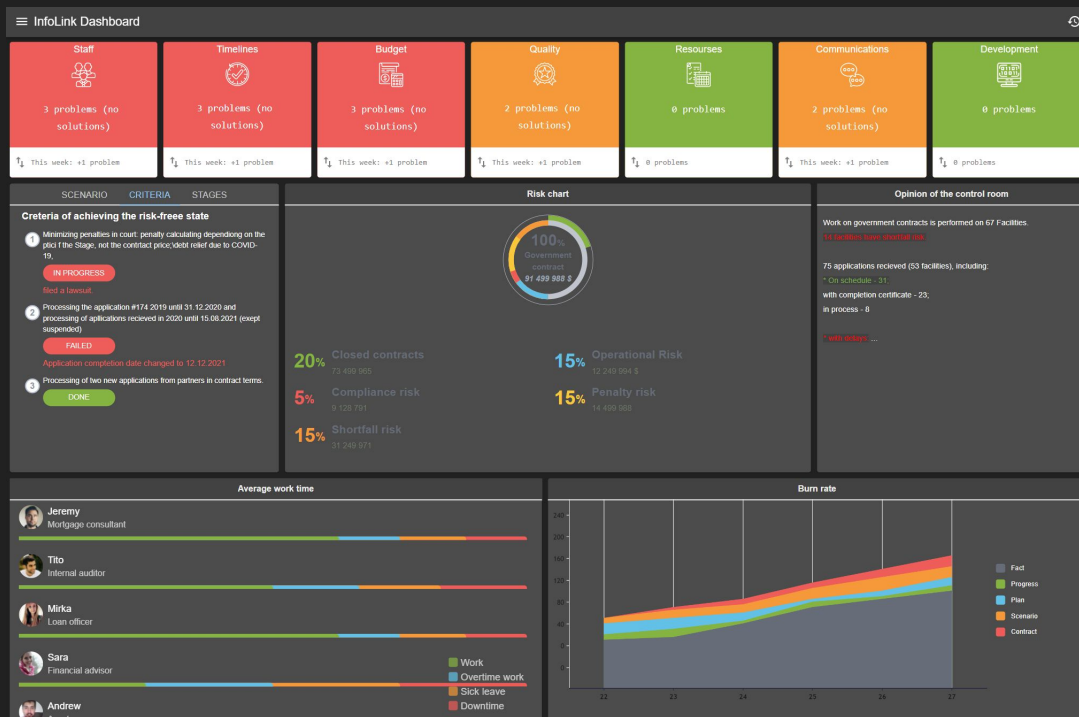 InfoLink Dashboard
Staff
3 problems (no
solutions)
This week: +1 problem
Timelines
3 problems (no
solutions)
This week: +1 problem
Budget
3 problems (no
solutions)
This week: +1 problem
Quality
2 problems (no
solutions)
This week: +1 problem
Resourses
0 problems
0 problems
Communications
2 problems (no
solutions)
This week: +1 problem
Development
0 problems
0 problems
SCENARIO CRITERIA STAGES
Creteria of achieving the risk-freee state
1
Minimizing penalties in court: penalty calculating dependiong on the
plici f the Stage, not the contrtact price;\debt relief due to COVID-
19,
IN PROGRESS
filed a lawsuit
2
Processing the application #174 2019 until 31.12.2020 and
processing of apllications recieved in 2020 until 15.08.2021 (exept
suspended)
FAILED
Application completion date changed to 12.12.2021
3
Processing of two new applications from partners in contract terms.
DONE
Risk chart
100%
Government
contract
91 499 988 $
20% Closed contracts
73 499 965
5% Compliance risk
9 128 791
15% Shortfall risk
31 249 971
15% Operational Risk
12 249 994 $
15% Penalty risk
14 499 988
Opinion of the control room
Work on government contracts is performed on 67 Facilities.
14 facilities have shortfall risk
75 applications recieved (53 facilities), including:
* On schedule - 31
with completion certificate - 23;
in process - 8
...
Average work time
Jeremy
Mortgage consultant
Tito
Internal auditor
Mirka
Loan officer
Sara
Financial advisor
Andrew
Work
Overtime work
Sick leave
Downtime
Burn rate
240
200
160
120
80
40
0
0
22 23 24 25 26 27
Fact
Progress
Plan
Scenario
Contract